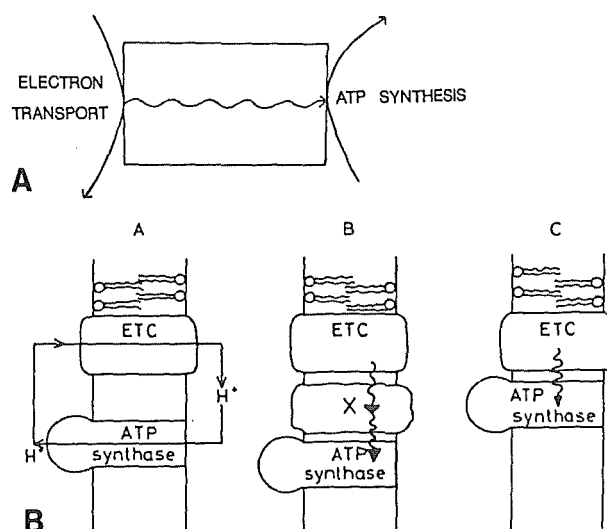 ELECTRON
TRANSPORT
ATP SYNTHESIS
A
A
B
C
ETC
H+
ATP
synthase
H+
ETC
X
ATP
synthase
ETC
ATP
synthase
B